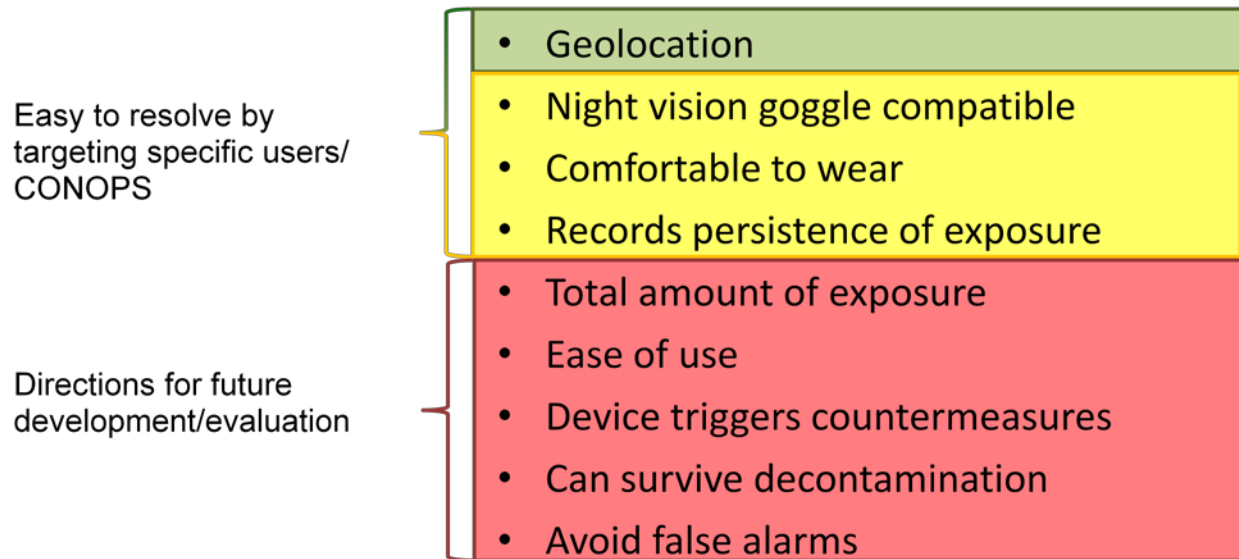 Easy to resolve by
targeting specific users/
CONOPS
• Geolocation
• Night vision goggle compatible
• Comfortable to wear
• Records persistence of exposure
Directions for future
development/evaluation
• Total amount of exposure
• Ease of use
• Device triggers countermeasures
• Can survive decontamination
• Avoid false alarms